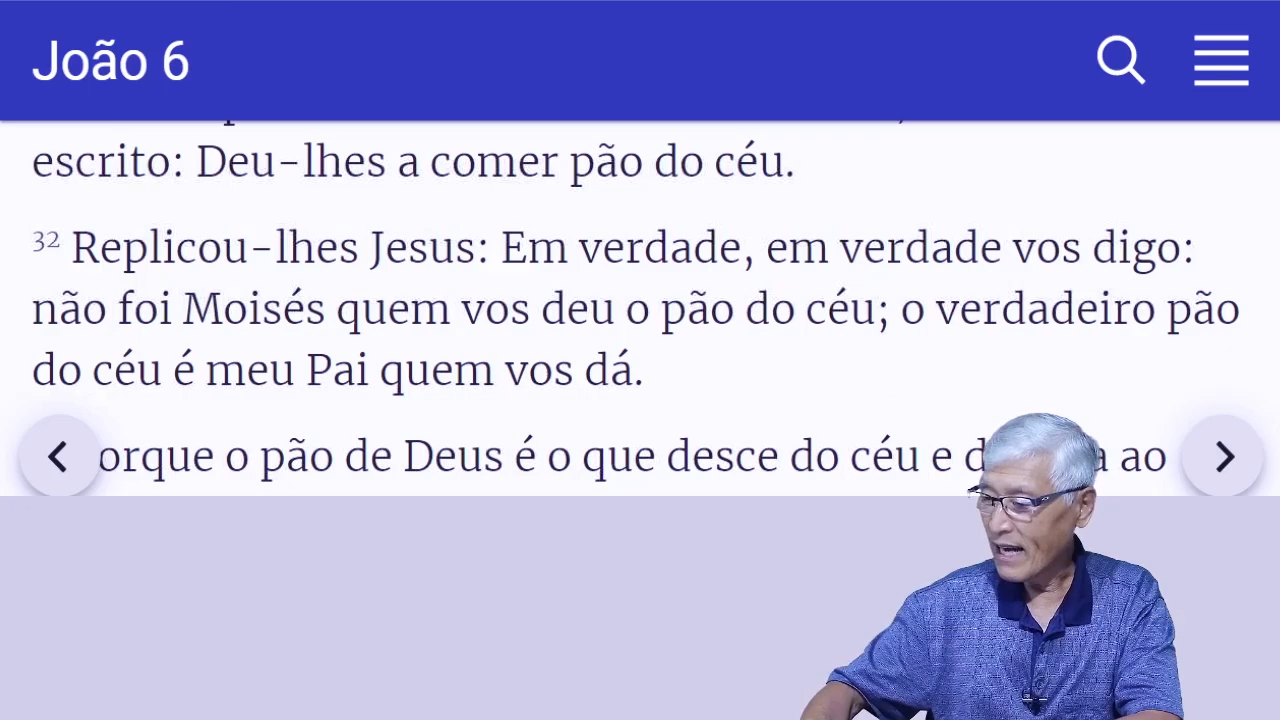 João 6
escrito: Deu-lhes a comer pão do céu.
32 Replicou-lhes Jesus: Em verdade, em verdade vos digo:
não foi Moisés quem vos deu o pão do céu; o verdadeiro pão
do céu é meu Pai quem vos dá.
orque o pão de Deus é o que desce do céu e d a ao